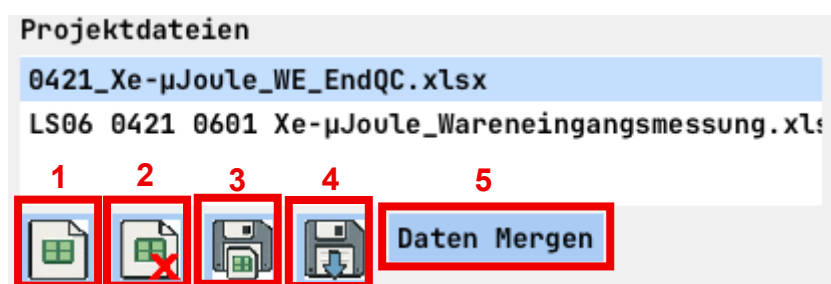 Projektdateien
0421_Xe-µJoule_WE_EndQC.xlsx
LS06 0421 0601 Xe-µJoule_Wareneingangsmessung.xls
1 2 3 4 5
Daten Mergen